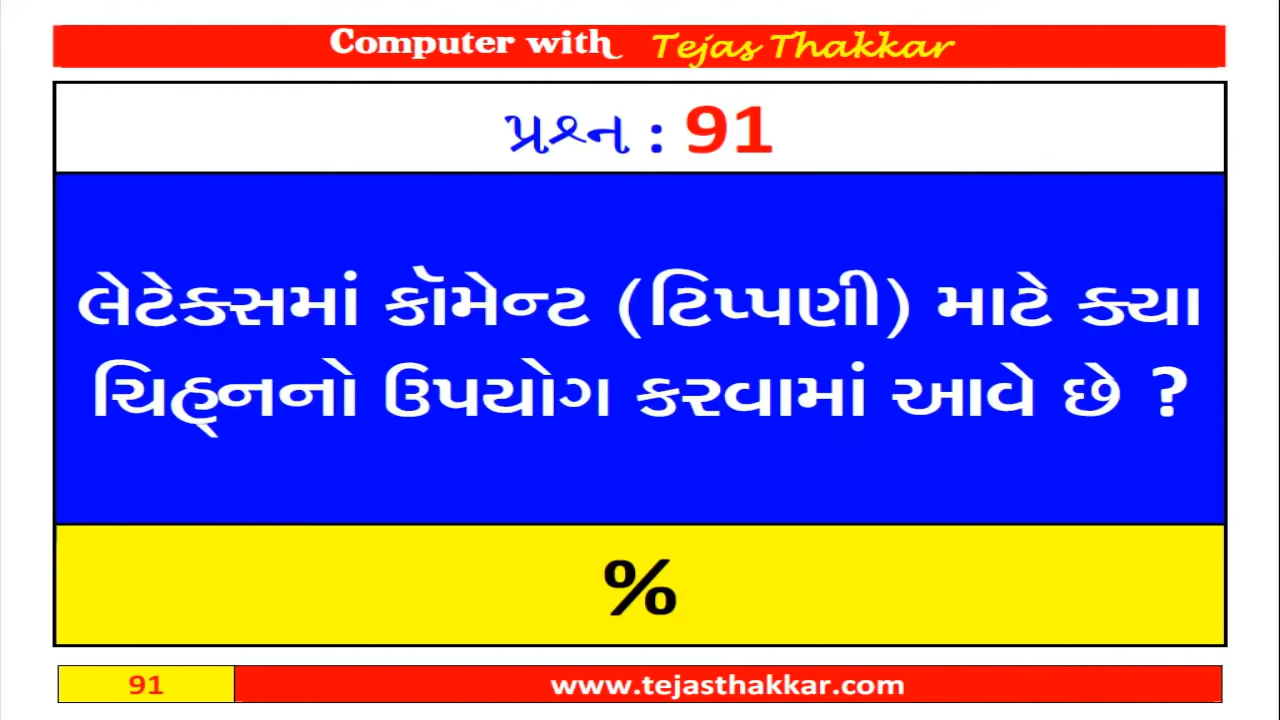 Computer with Tejas Thakkar
પ્રશ્ન : 91
લેટેક્સમાં કૉમેન્ટ (ટિપ્પણી) માટે ક્યા
ચિહ્નનો ઉપયોગ કરવામાં આવે છે ?
%
91 www.tejasthakkar.com